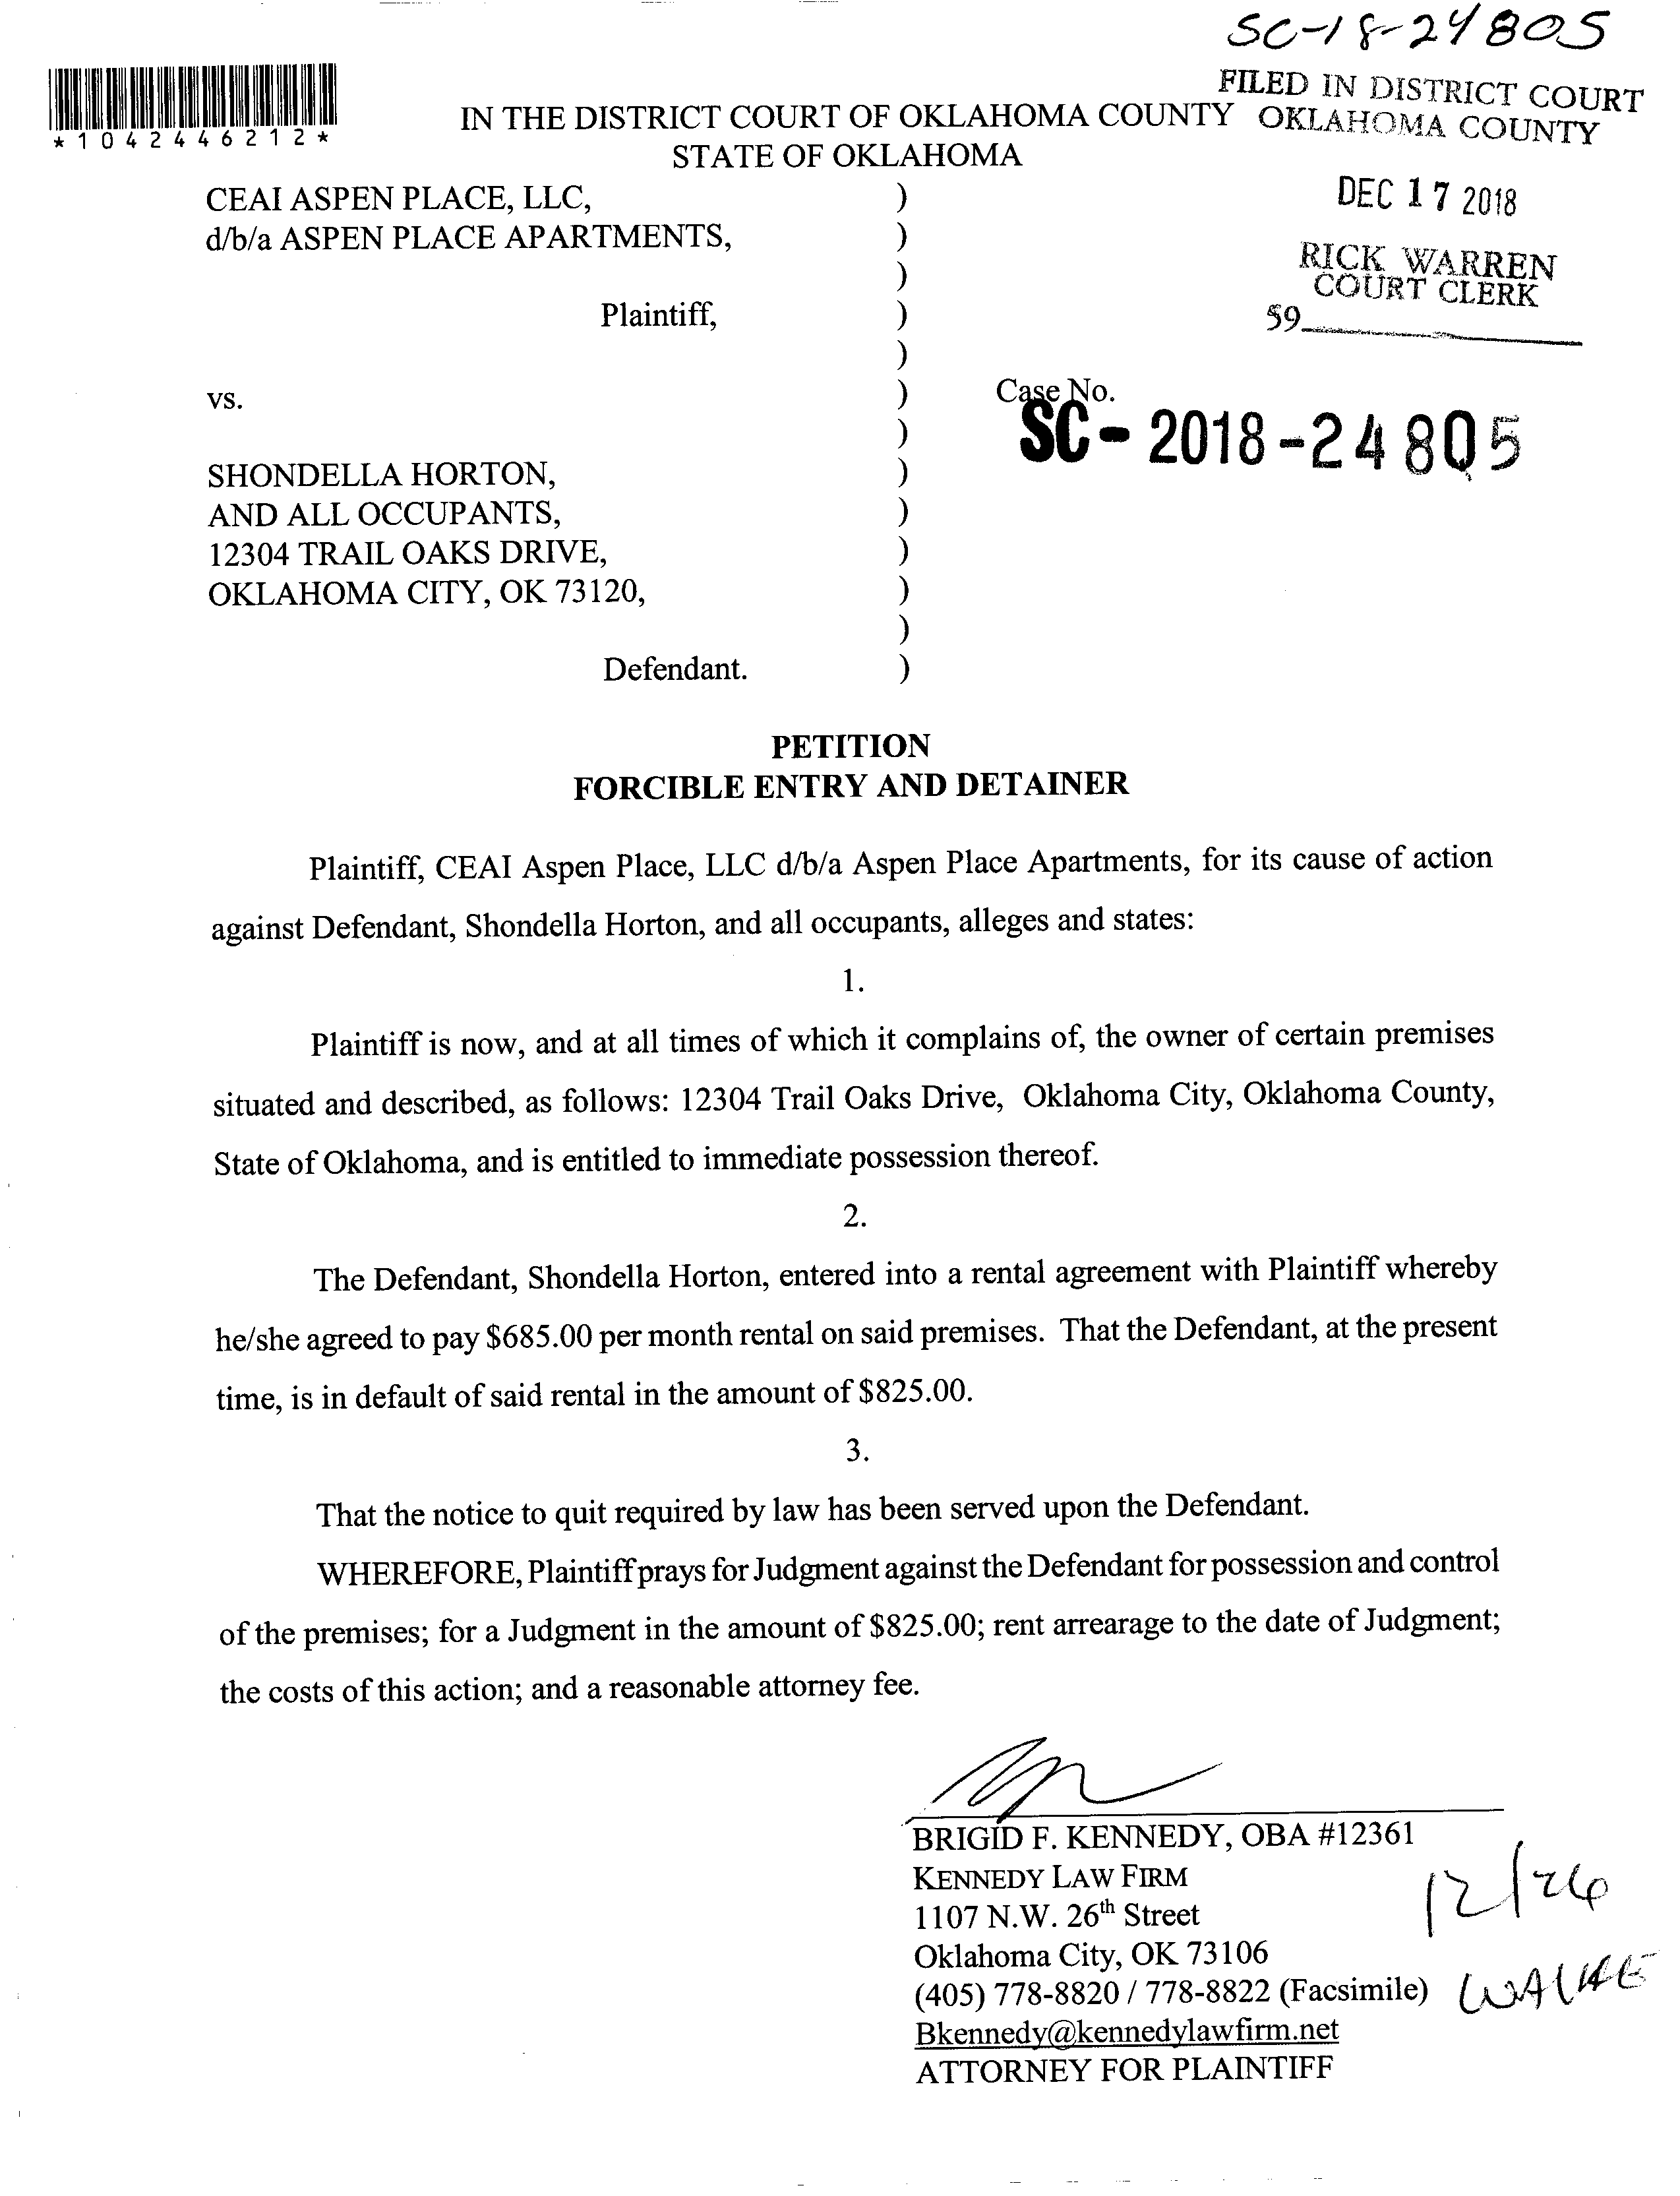 SC-18-24805
FILED IN DISTRICT COURT
OKLAHOMA COUNTY
*1042446212*
IN THE DISTRICT COURT OF OKLAHOMA COUNTY
STATE OF OKLAHOMA
DEC 17 2018
RICK WARREN
COURT CLERK
59
CEAI ASPEN PLACE, LLC, )
d/b/a ASPEN PLACE APARTMENTS, )
)
Plaintiff, )
)
vs. ) Case No.
) SC-2018-24805
SHONDELLA HORTON, )
AND ALL OCCUPANTS, )
12304 TRAIL OAKS DRIVE, )
OKLAHOMA CITY, OK 73120, )
)
Defendant. )
PETITION
FORCIBLE ENTRY AND DETAINER
Plaintiff, CEAI Aspen Place, LLC d/b/a Aspen Place Apartments, for its cause of action
against Defendant, Shondella Horton, and all occupants, alleges and states:
1.
Plaintiff is now, and at all times of which it complains of, the owner of certain premises
situated and described, as follows: 12304 Trail Oaks Drive, Oklahoma City, Oklahoma County,
State of Oklahoma, and is entitled to immediate possession thereof.
2.
The Defendant, Shondella Horton, entered into a rental agreement with Plaintiff whereby
he/she agreed to pay $685.00 per month rental on said premises. That the Defendant, at the present
time, is in default of said rental in the amount of $825.00.
3.
That the notice to quit required by law has been served upon the Defendant.
WHEREFORE, Plaintiff prays for Judgment against the Defendant for possession and control
of the premises; for a Judgment in the amount of $825.00; rent arrearage to the date of Judgment;
the costs of this action; and a reasonable attorney fee.
BRIGID F. KENNEDY, OBA #12361
KENNEDY LAW FIRM
1107 N.W. 26th Street
Oklahoma City, OK 73106
(405) 778-8820 / 778-8822 (Facsimile)
Bkennedy@kennedylawfirm.net
ATTORNEY FOR PLAINTIFF
12/26